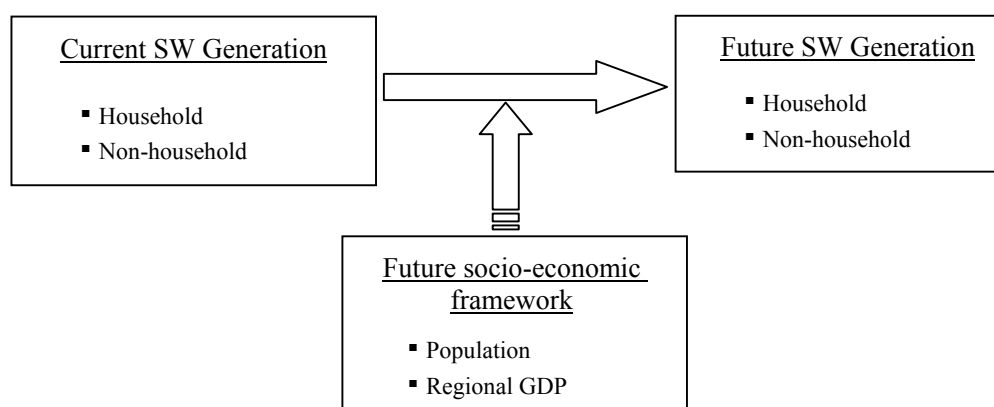 Current SW Generation
▪ Household
▪ Non-household
Future SW Generation
▪ Household
▪ Non-household
Future socio-economic
framework
▪ Population
▪ Regional GDP